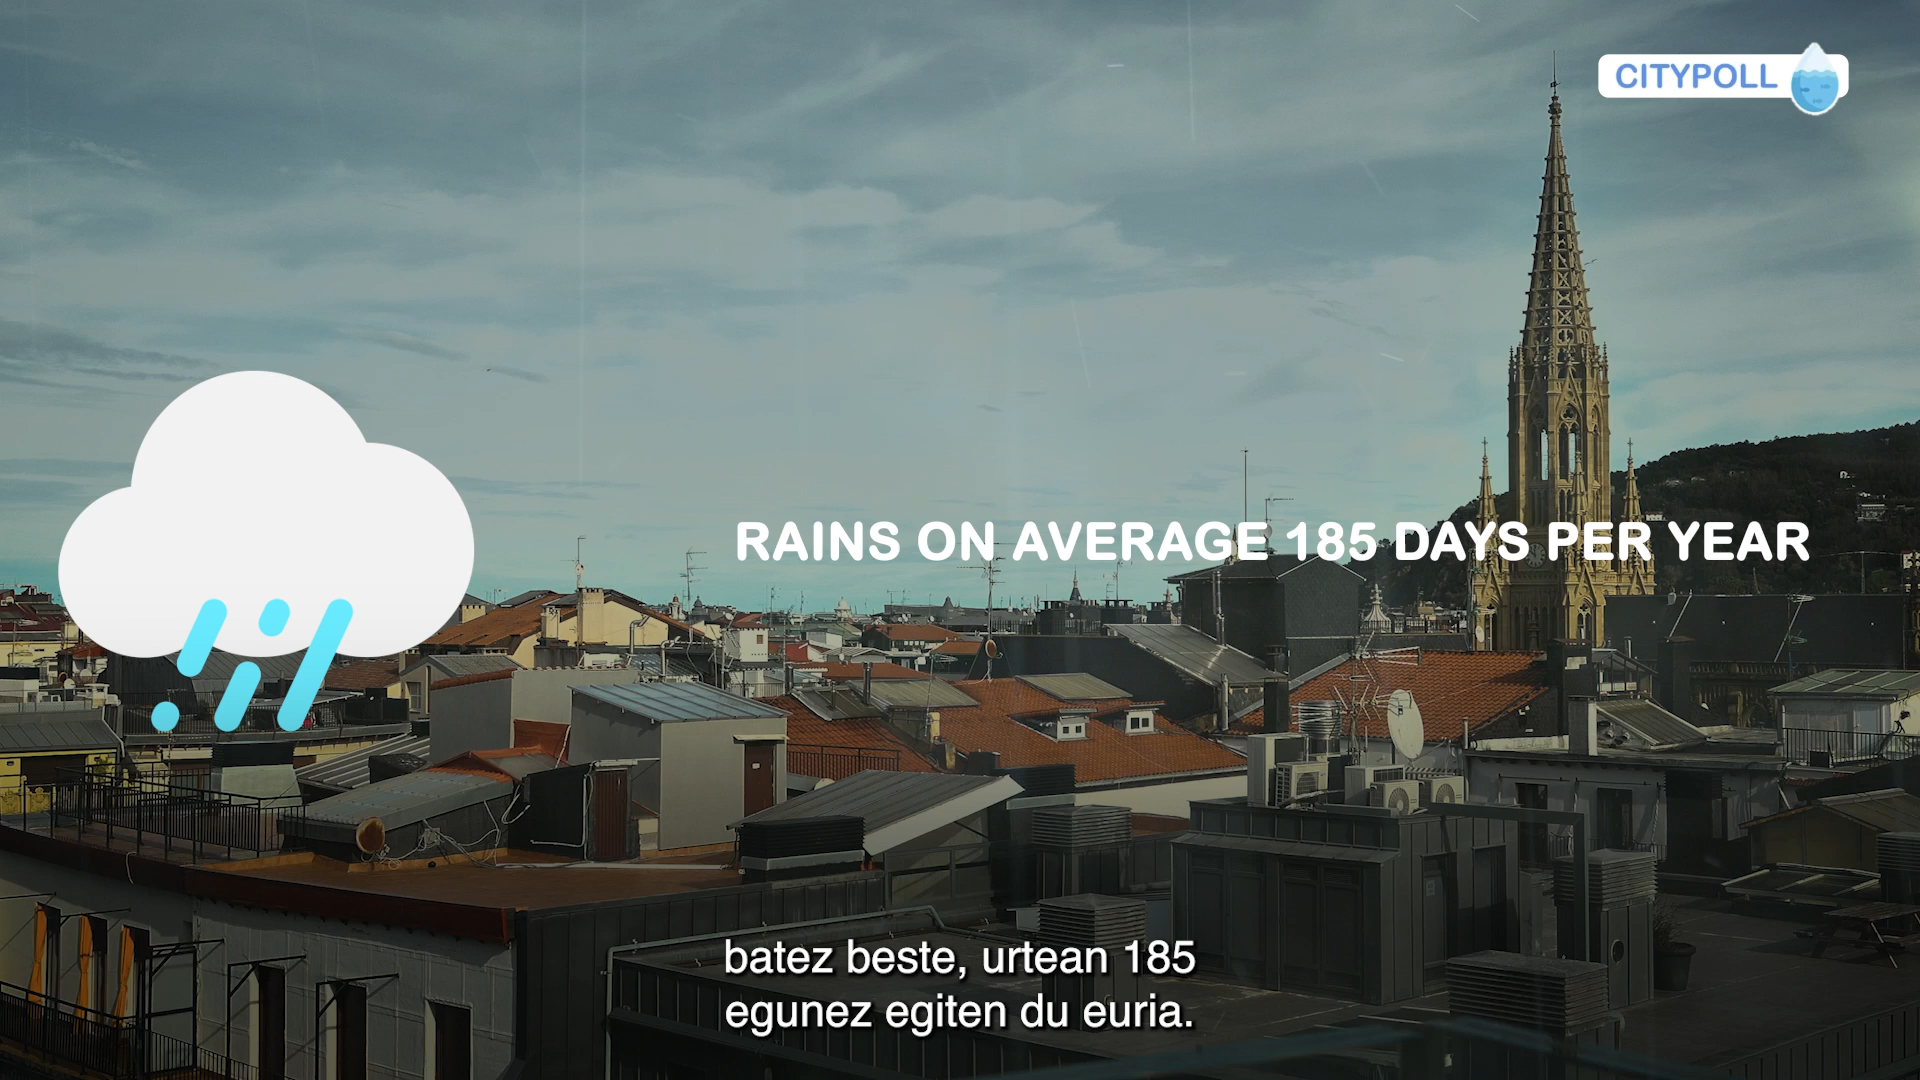 CITYPOLL
RAINS ON AVERAGE 185 DAYS PER YEAR
batez beste, urtean 185
egunez egiten du euria.